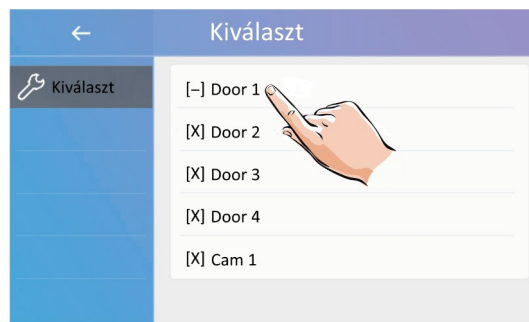 Kiválaszt
Kiválaszt
[–] Door 1
[X] Door 2
[X] Door 3
[X] Door 4
[X] Cam 1